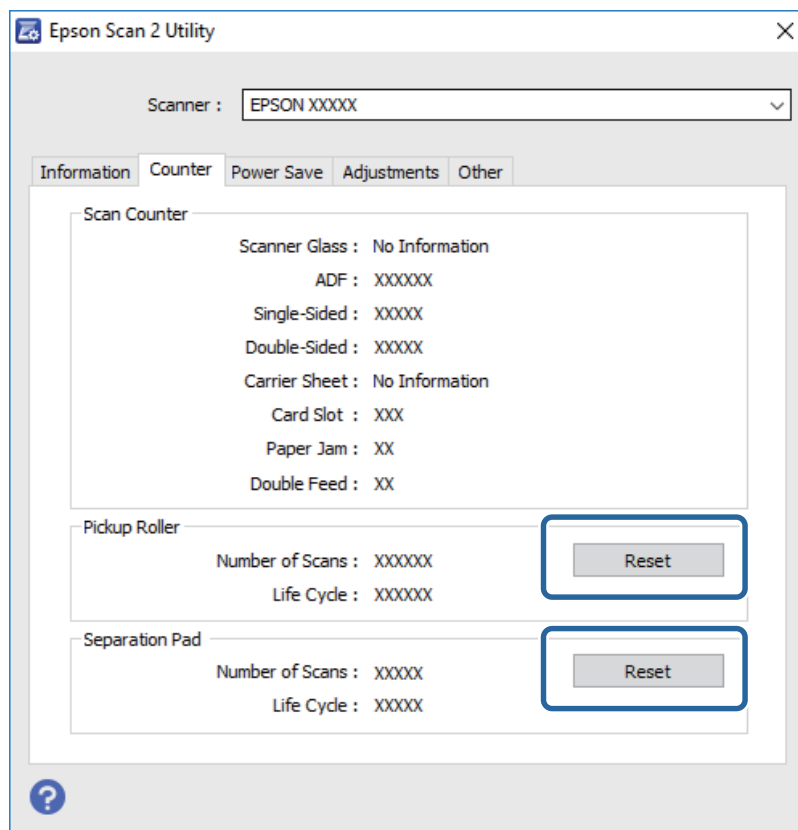 Epson Scan 2 Utility
Scanner : EPSON XXXXX
Information Counter Power Save Adjustments Other
Scan Counter
Scanner Glass : No Information
ADF : XXXXXX
Single-Sided : XXXXX
Double-Sided : XXXXX
Carrier Sheet : No Information
Card Slot : XXX
Paper Jam : XX
Double Feed : XX
Pickup Roller
Number of Scans : XXXXXX Reset
Life Cycle : XXXXXX
Separation Pad
Number of Scans : XXXXX Reset
Life Cycle : XXXXX
?